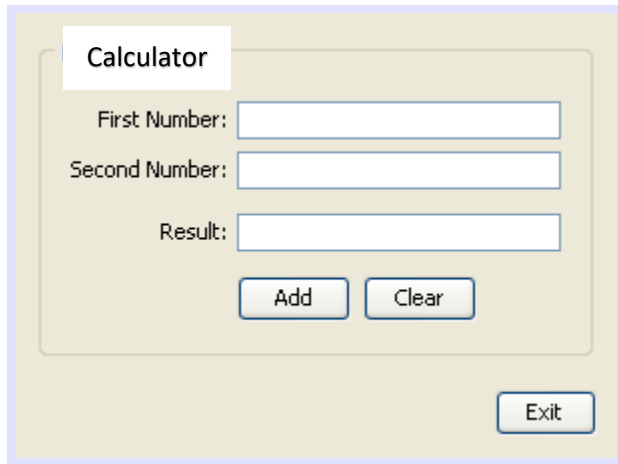 Calculator
First Number:
Second Number:
Result:
Add Clear
Exit